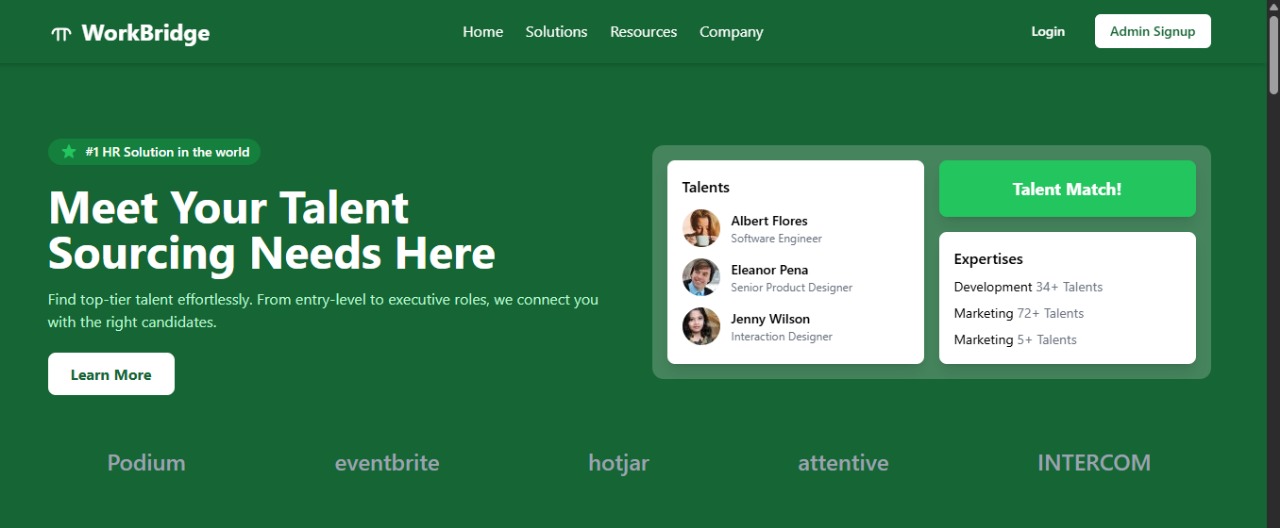 WorkBridge
Home Solutions Resources Company
Login
Admin Signup
#1 HR Solution in the world
Meet Your Talent
Sourcing Needs Here
Find top-tier talent effortlessly. From entry-level to executive roles, we connect you
with the right candidates.
Learn More
Talents
Albert Flores
Software Engineer
Eleanor Pena
Senior Product Designer
Jenny Wilson
Interaction Designer
Talent Match!
Expertises
Development 34+ Talents
Marketing 72+ Talents
Marketing 5+ Talents
Podium eventbrite hotjar attentive INTERCOM